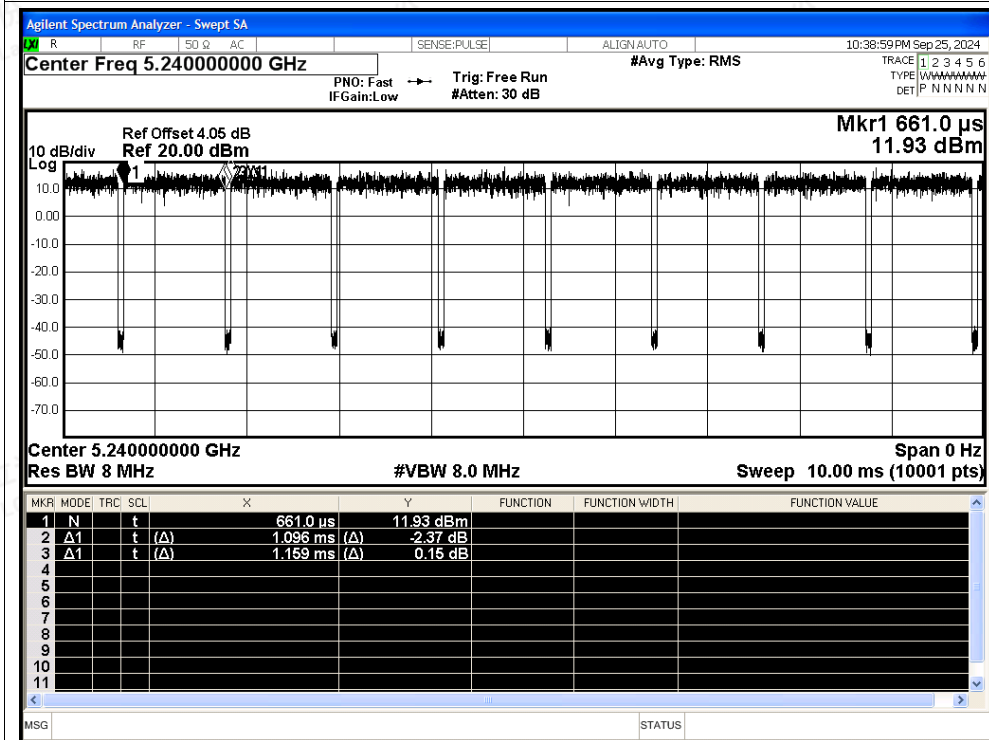 Agilent Spectrum Analyzer - Swept SA
LXI R RF 50 Ω AC SENSE:PULSE ALIGN AUTO 10:38:59 PM Sep 25, 2024
Center Freq 5.240000000 GHz
#Avg Type: RMS
TRACE 1 2 3 4 5 6
PNO: Fast Trig: Free Run
TYPE
IFGain:Low #Atten: 30 dB
DET P N N N N N
Mkr1 661.0 µs
Ref Offset 4.05 dB
10 dB/div Ref 20.00 dBm 11.93 dBm
Log
1
10.0
0.00
-10.0
-20.0
-30.0
-40.0
-50.0
-60.0
-70.0
Center 5.240000000 GHz Span 0 Hz
Res BW 8 MHz #VBW 8.0 MHz Sweep 10.00 ms (10001 pts)
MKR MODE TRC SCL X Y FUNCTION FUNCTION WIDTH FUNCTION VALUE
1 N t 661.0 µs 11.93 dBm
2 Δ1 t (Δ) 1.096 ms (Δ) -2.37 dB
3 Δ1 t (Δ) 1.159 ms (Δ) 0.15 dB
4
5
6
7
8
9
10
11
MSG STATUS